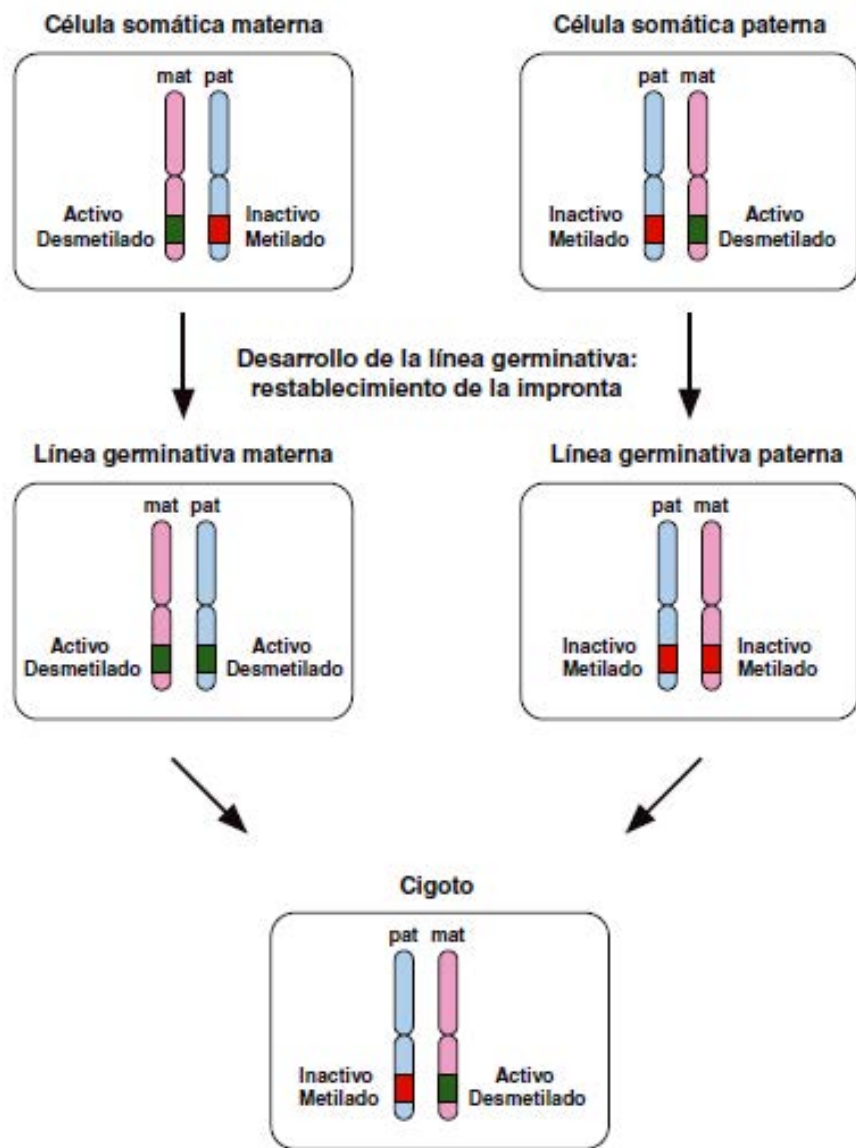 Célula somática materna
Célula somática paterna
mat pat
pat mat
Activo
Desmetilado
Inactivo
Metilado
Inactivo
Metilado
Activo
Desmetilado
Desarrollo de la línea germinativa:
restablecimiento de la impronta
Línea germinativa materna
Línea germinativa paterna
mat pat
pat mat
Activo
Desmetilado
Activo
Desmetilado
Inactivo
Metilado
Inactivo
Metilado
Cigoto
pat mat
Inactivo
Metilado
Activo
Desmetilado